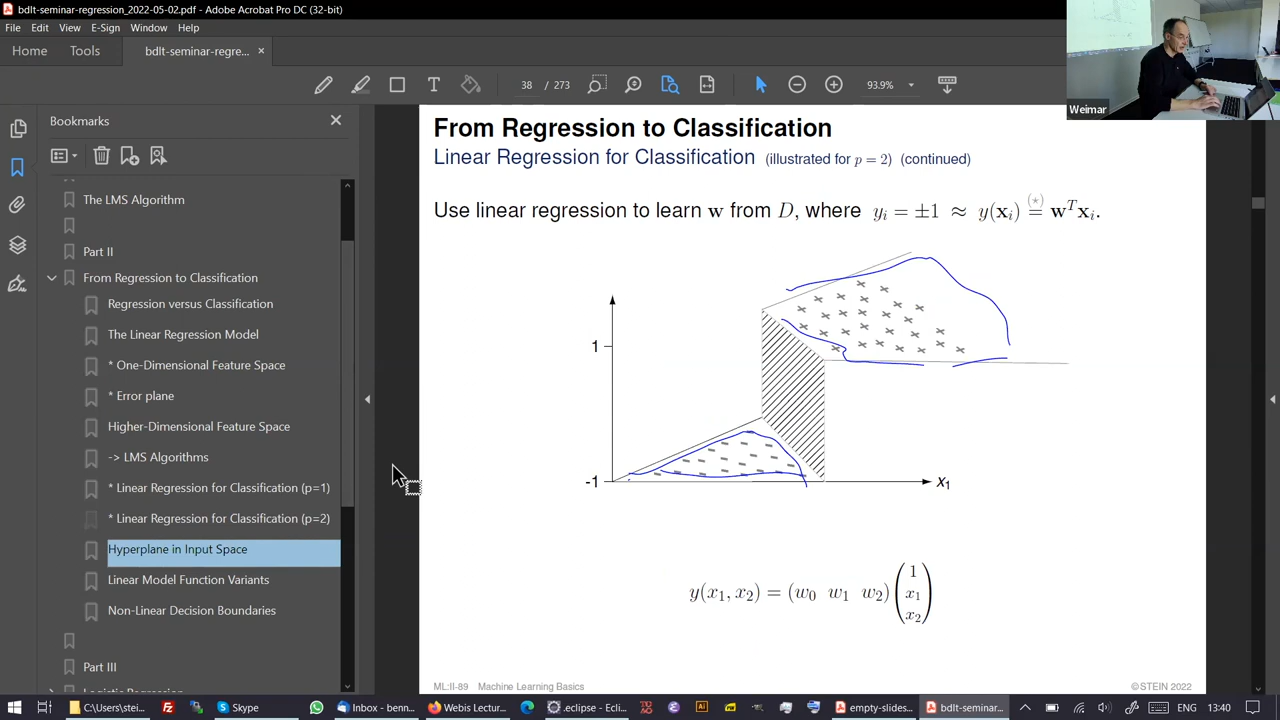 bdlt-seminar-regression_2022-05-02.pdf - Adobe Acrobat Pro DC (32-bit)
File Edit View E-Sign Window Help
Home Tools bdlt-seminar-regre... ×
38 / 273 93.9%
Weimar
Bookmarks
The LMS Algorithm
Part II
From Regression to Classification
Regression versus Classification
The Linear Regression Model
* One-Dimensional Feature Space
* Error plane
Higher-Dimensional Feature Space
-> LMS Algorithms
* Linear Regression for Classification (p=1)
* Linear Regression for Classification (p=2)
Hyperplane in Input Space
Linear Model Function Variants
Non-Linear Decision Boundaries
Part III
From Regression to Classification
Linear Regression for Classification (illustrated for p = 2) (continued)
Use linear regression to learn w from D, where y_i = ±1 ≈ y(x_i) (⋆)= w^T x_i.
1
-1
x₁
y(x₁, x₂) = (w₀ w₁ w₂) (1 x₁ x₂)
ML:II-89 Machine Learning Basics ©STEIN 2022
C:\Users\stei... Skype Inbox - benn... Webis Lectur... .eclipse - Ecli... empty-slides... bdlt-seminar... ENG 13:40